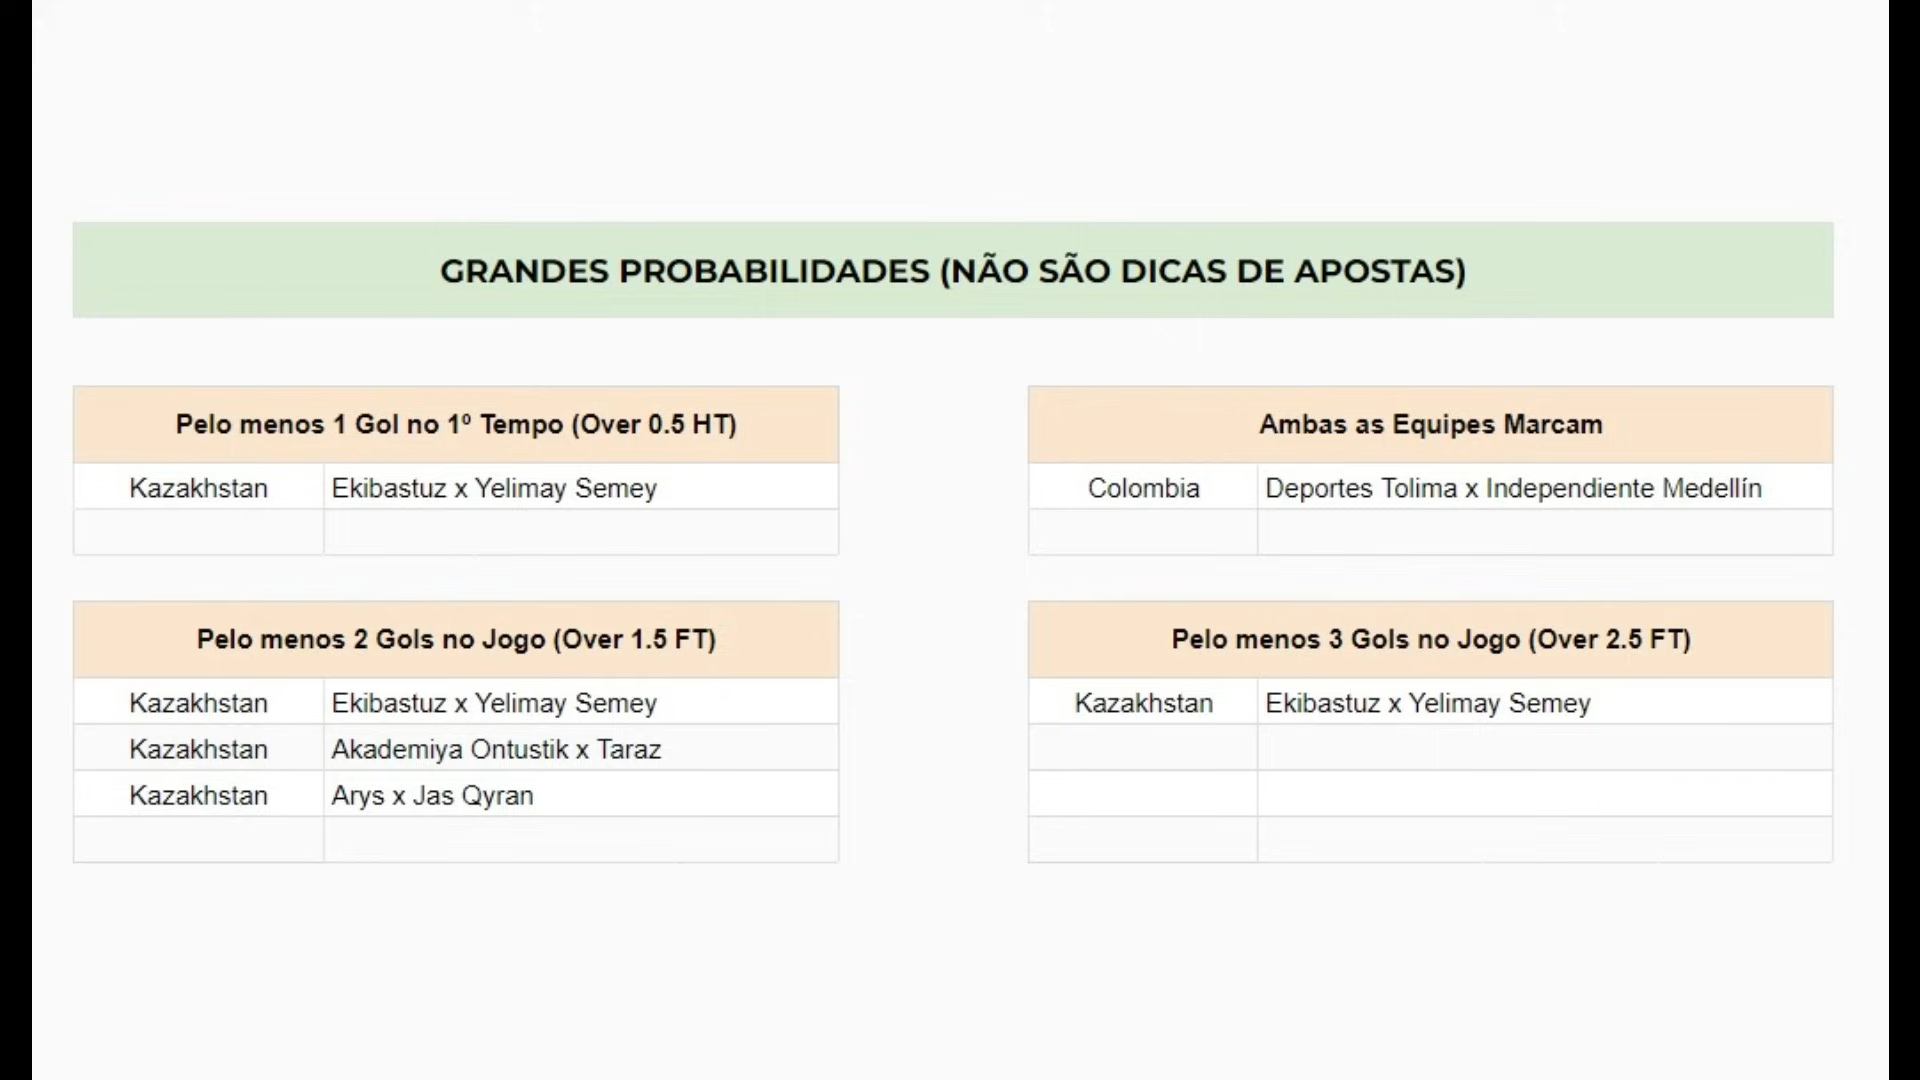 GRANDES PROBABILIDADES (NÃO SÃO DICAS DE APOSTAS)
Pelo menos 1 Gol no 1º Tempo (Over 0.5 HT)
Kazakhstan Ekibastuz x Yelimay Semey
Ambas as Equipes Marcam
Colombia Deportes Tolima x Independiente Medellín
Pelo menos 2 Gols no Jogo (Over 1.5 FT)
Kazakhstan Ekibastuz x Yelimay Semey
Kazakhstan Akademiya Ontustik x Taraz
Kazakhstan Arys x Jas Qyran
Pelo menos 3 Gols no Jogo (Over 2.5 FT)
Kazakhstan Ekibastuz x Yelimay Semey